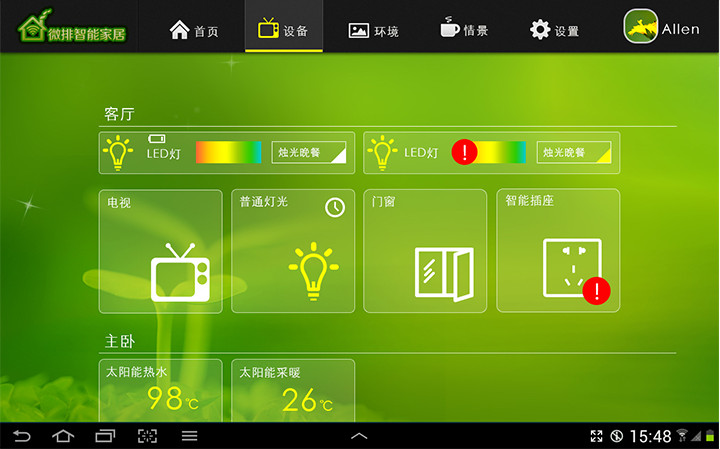 微排智能家居
首页
设备
环境
情景
设置
Allen
客厅
LED灯
烛光晚餐
LED灯
!
烛光晚餐
电视
普通灯光
门窗
智能插座
!
主卧
太阳能热水
98℃
太阳能采暖
26℃
15:48